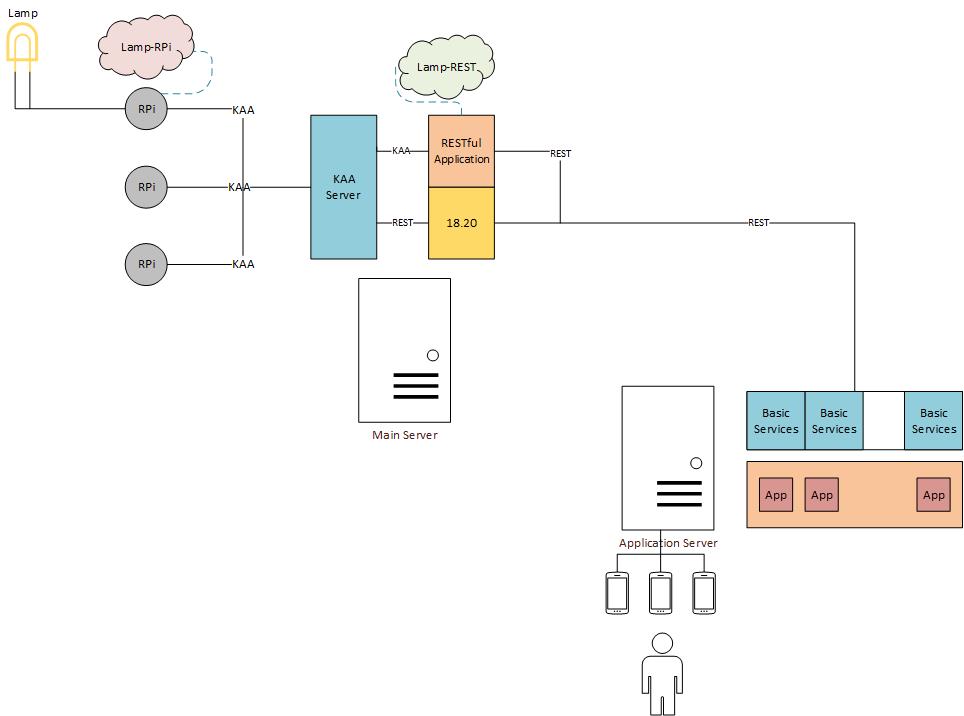 Lamp
Lamp-RPi
Lamp-REST
RPi
KAA
RPi
KAA
RPi
KAA
KAA
Server
KAA
REST
RESTful
Application
18.20
REST
REST
Main Server
Basic
Services
Basic
Services
Basic
Services
App
App
App
Application Server